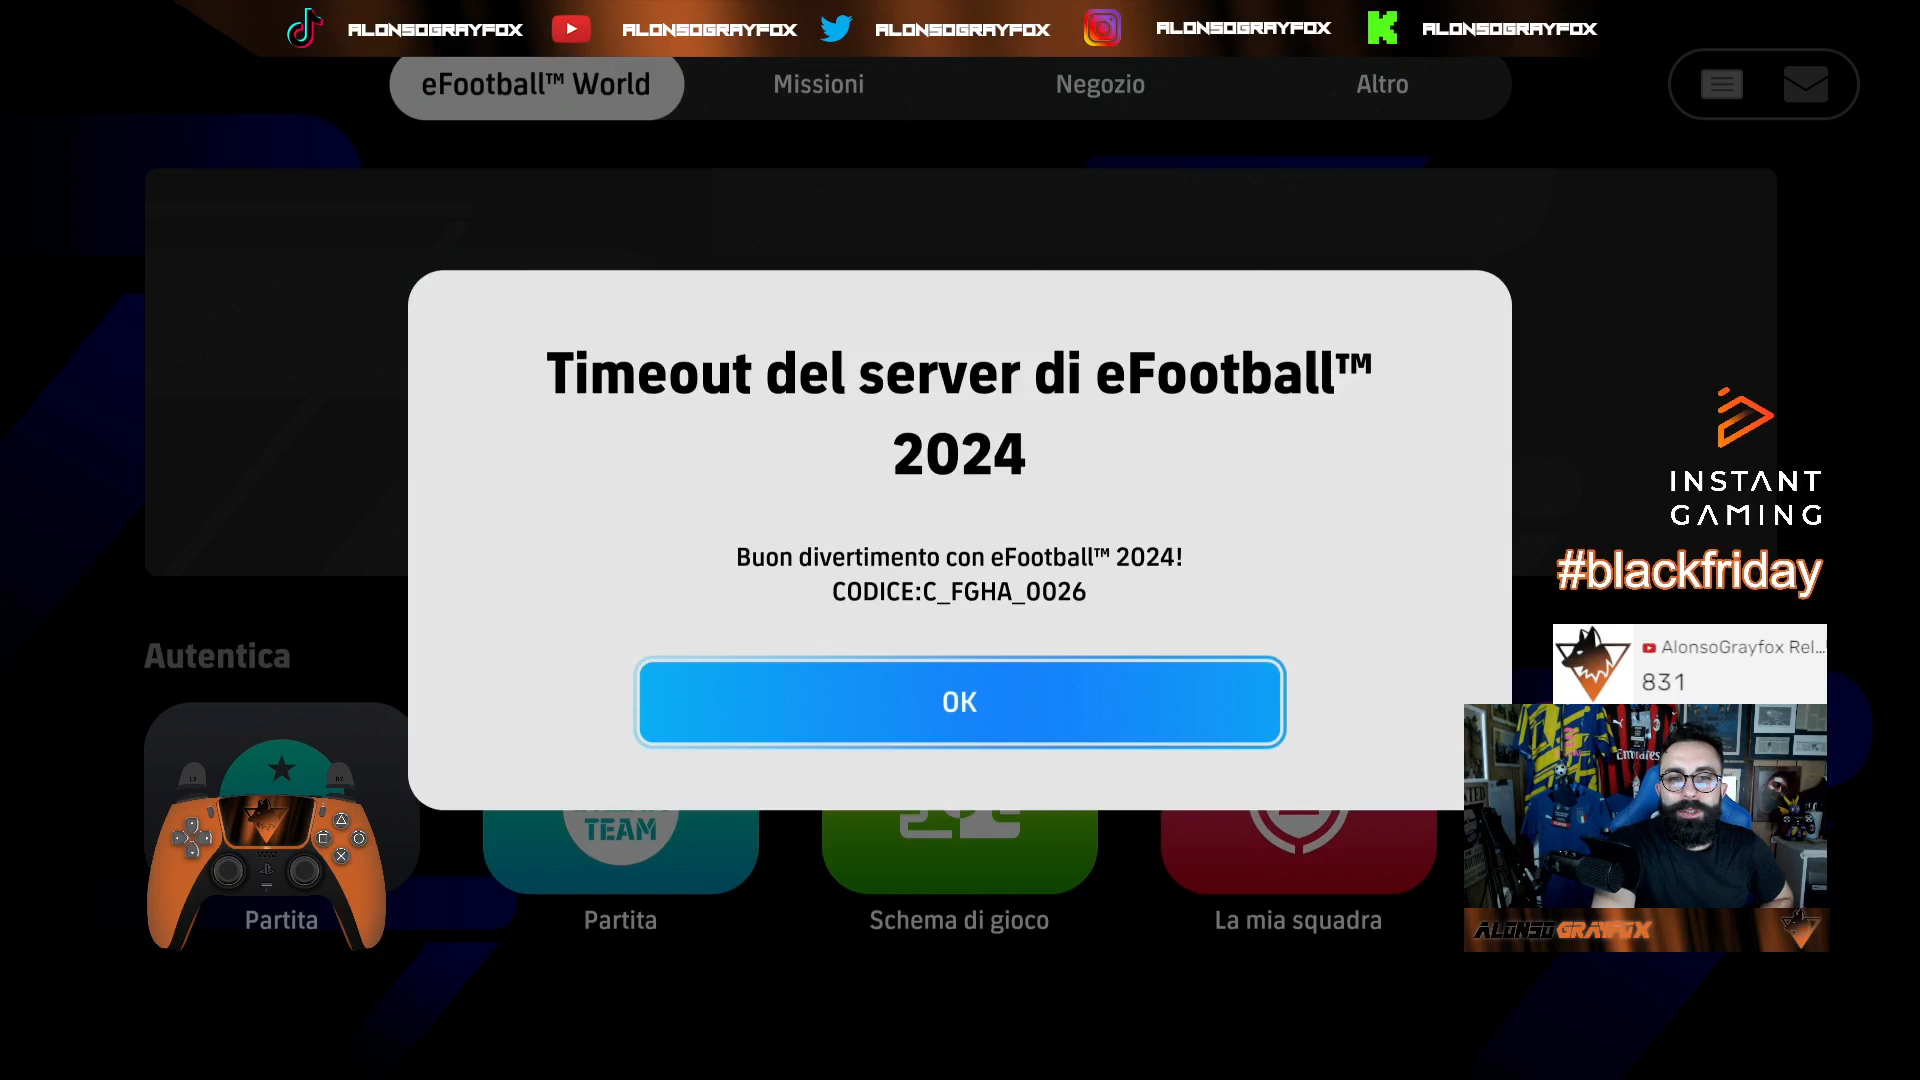 ALONSOGRAYFOX ALONSOGRAYFOX ALONSOGRAYFOX ALONSOGRAYFOX ALONSOGRAYFOX
eFootball™ World Missioni Negozio Altro
Timeout del server di eFootball™
2024
Buon divertimento con eFootball™ 2024!
CODICE:C_FGHA_0026
OK
INSTANT
GAMING
#blackfriday
AlonsoGrayfox Rel...
831
Autentica
TEAM
Emirates
Partita Partita Schema di gioco La mia squadra
ALONSOGRAYFOX